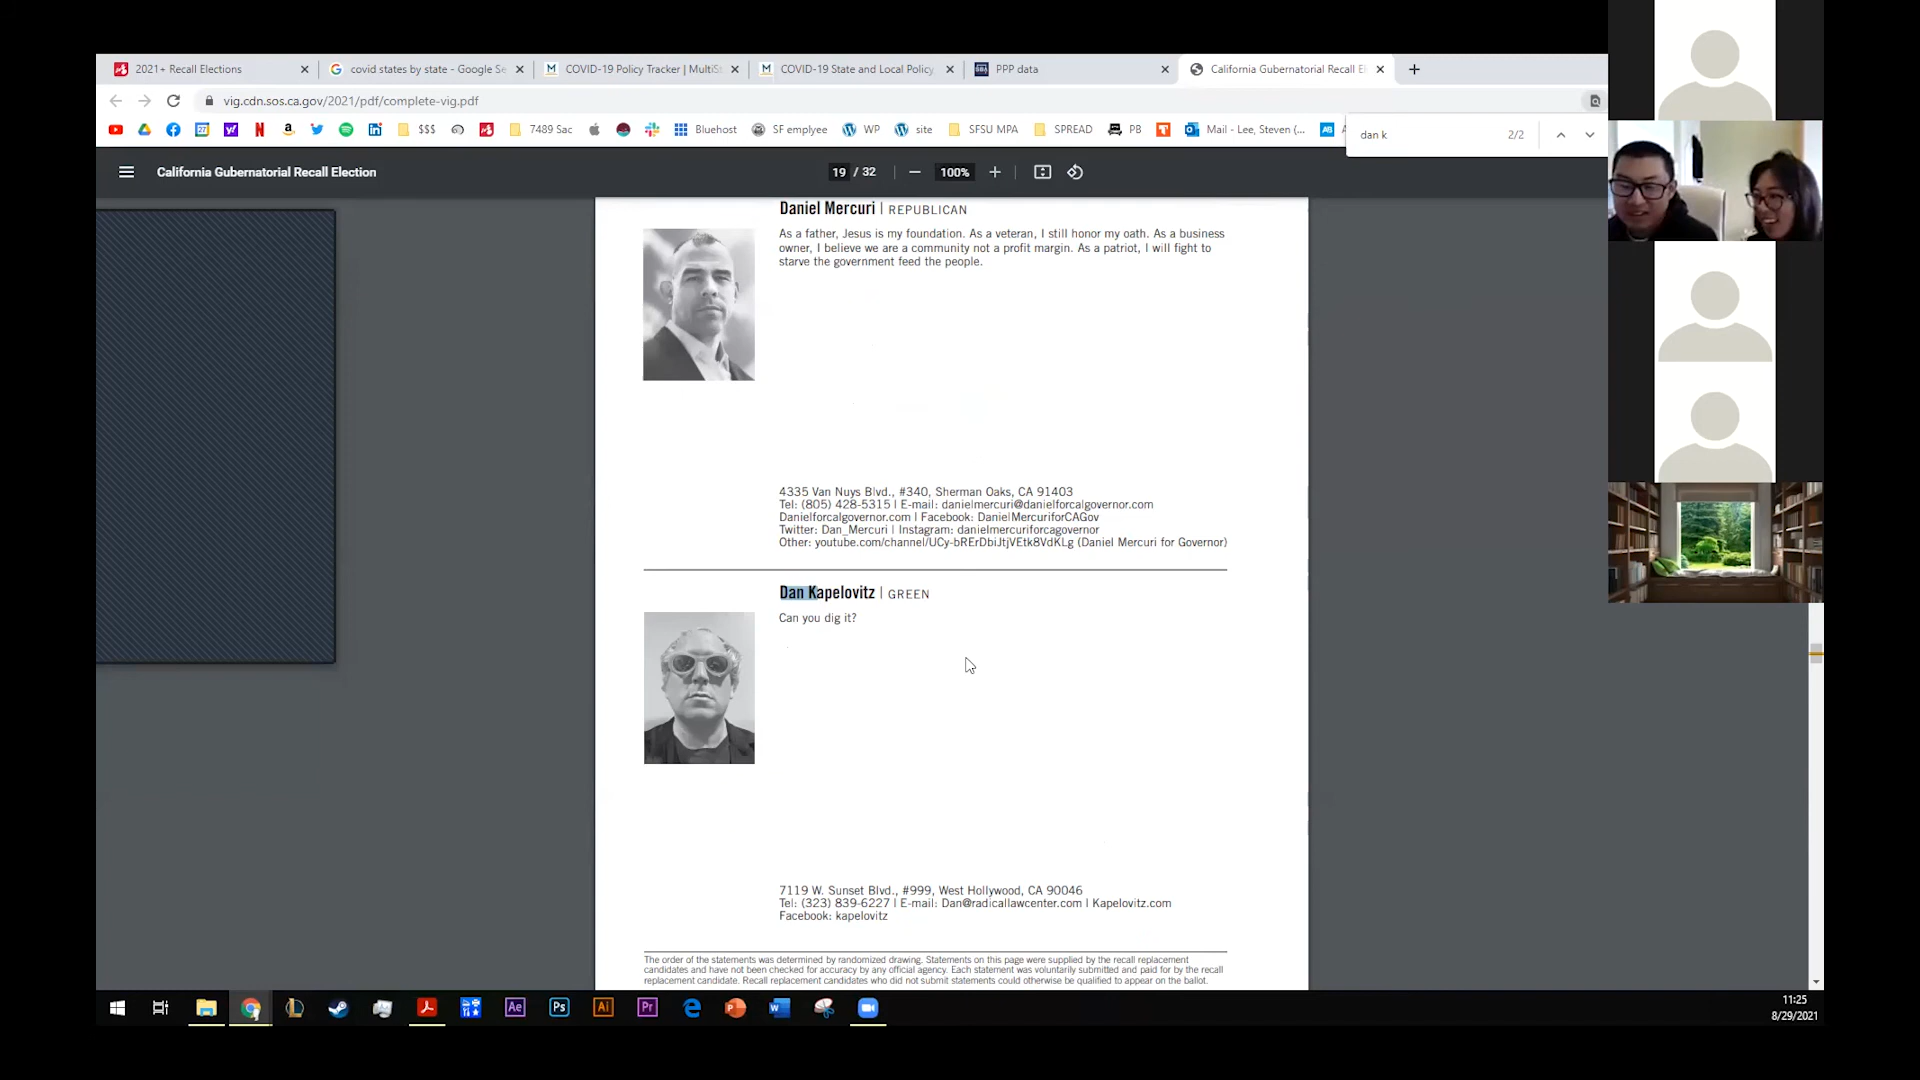 2021+ Recall Elections
covid states by state - Google Se
COVID-19 Policy Tracker | MultiSt
COVID-19 State and Local Policy
PPP data
California Gubernatorial Recall El
vig.cdn.sos.ca.gov/2021/pdf/complete-vig.pdf
$$$
7489 Sac
Bluehost
SF emplyee
WP
site
SFSU MPA
SPREAD
PB
Mail - Lee, Steven (...
dan k
2/2
California Gubernatorial Recall Election
19 / 32
100%
Daniel Mercuri | REPUBLICAN
As a father, Jesus is my foundation. As a veteran, I still honor my oath. As a business
owner, I believe we are a community not a profit margin. As a patriot, I will fight to
starve the government feed the people.
4335 Van Nuys Blvd., #340, Sherman Oaks, CA 91403
Tel: (805) 428-5315 | E-mail: danielmercuri@danielforcalgovernor.com
Danielforcalgovernor.com | Facebook: DanielMercuriforCAGov
Twitter: Dan_Mercuri | Instagram: danielmercuriforcagovernor
Other: youtube.com/channel/UCy-bRErDbiJtjVEtk8VdKLg (Daniel Mercuri for Governor)
Dan Kapelovitz | GREEN
Can you dig it?
7119 W. Sunset Blvd., #999, West Hollywood, CA 90046
Tel: (323) 839-6227 | E-mail: Dan@radicallawcenter.com | Kapelovitz.com
Facebook: kapelovitz
The order of the statements was determined by randomized drawing. Statements on this page were supplied by the recall replacement
candidates and have not been checked for accuracy by any official agency. Each statement was voluntarily submitted and paid for by the recall
replacement candidate. Recall replacement candidates who did not submit statements could otherwise be qualified to appear on the ballot.
Ae
Ps
Ai
Pr
11:25
8/29/2021